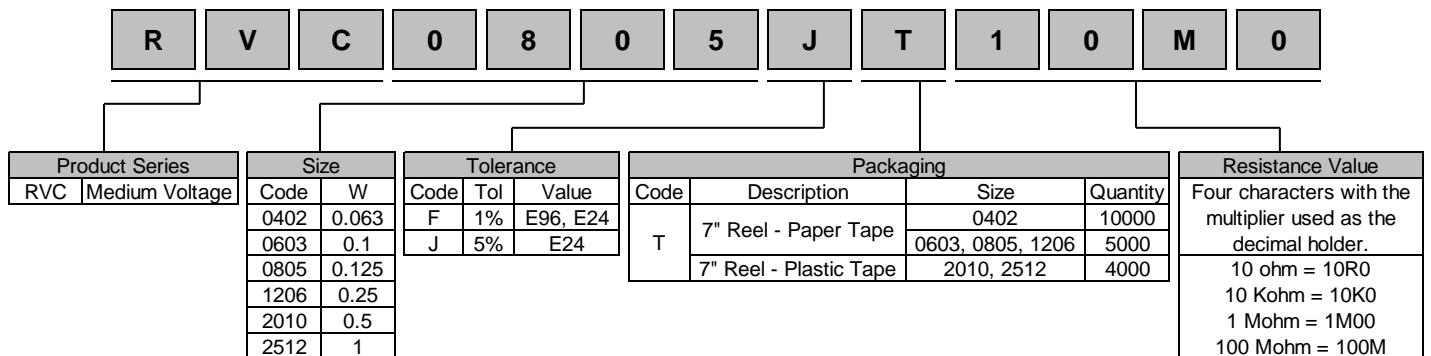 R V C 0 8 0 5 J T 1 0 M 0
Product Series
RVC Medium Voltage
Size
Code W
0402 0.063
0603 0.1
0805 0.125
1206 0.25
2010 0.5
2512 1
Tolerance
Code Tol Value
F 1% E96, E24
J 5% E24
Packaging
Code Description Size Quantity
T 7" Reel - Paper Tape 0402 10000
0603, 0805, 1206 5000
7" Reel - Plastic Tape 2010, 2512 4000
Resistance Value
Four characters with the
multiplier used as the
decimal holder.
10 ohm = 10R0
10 Kohm = 10K0
1 Mohm = 1M00
100 Mohm = 100M